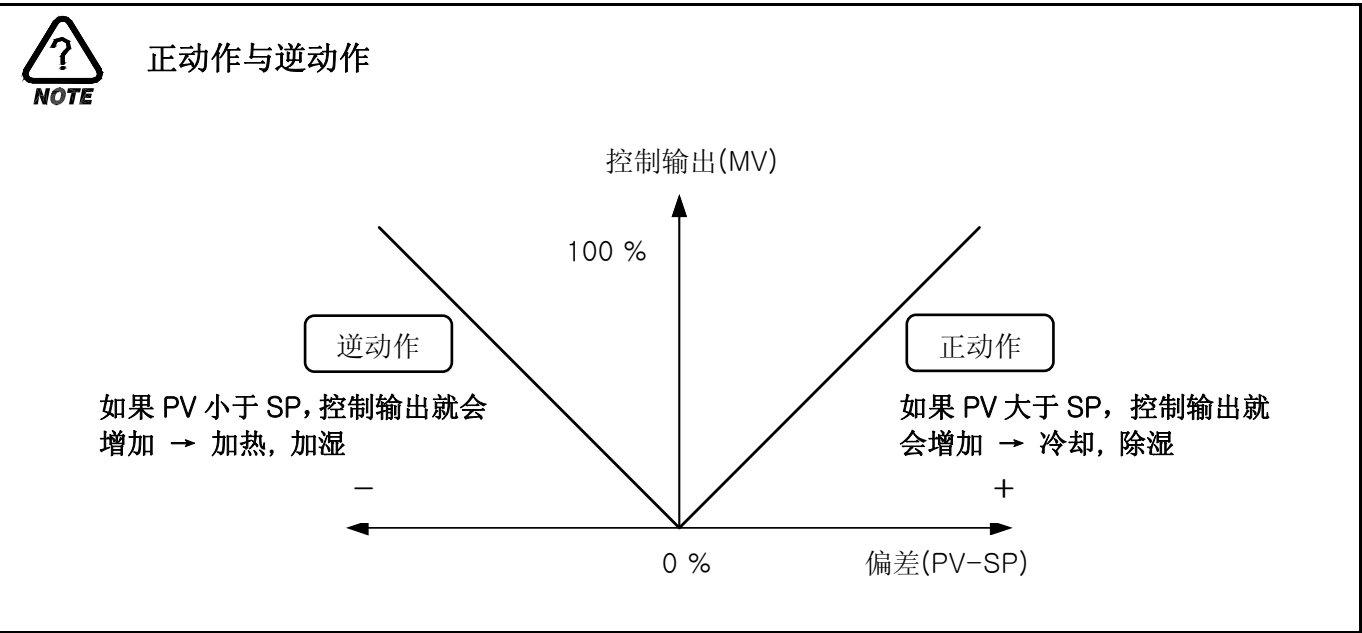 ?
NOTE
正动作与逆动作
控制输出(MV)
100 %
逆动作
如果 PV 小于 SP,控制输出就会
增加 → 加热, 加湿
正动作
如果 PV 大于 SP，控制输出就
会增加 → 冷却, 除湿
−
+
0 %
偏差(PV-SP)